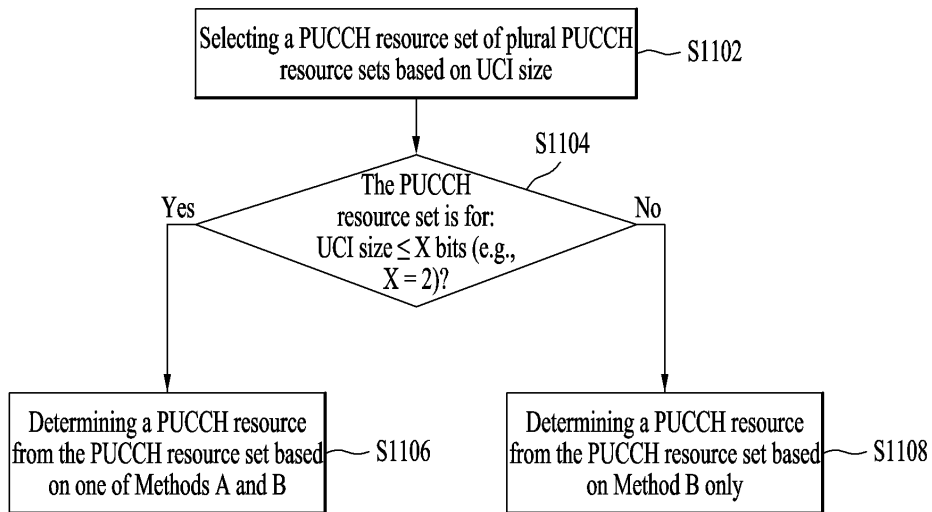 Selecting a PUCCH resource set of plural PUCCH
resource sets based on UCI size
S1102
S1104
The PUCCH
resource set is for:
UCI size ≤ X bits (e.g.,
X = 2)?
Yes
No
Determining a PUCCH resource
from the PUCCH resource set based
on one of Methods A and B
S1106
Determining a PUCCH resource
from the PUCCH resource set based
on Method B only
S1108